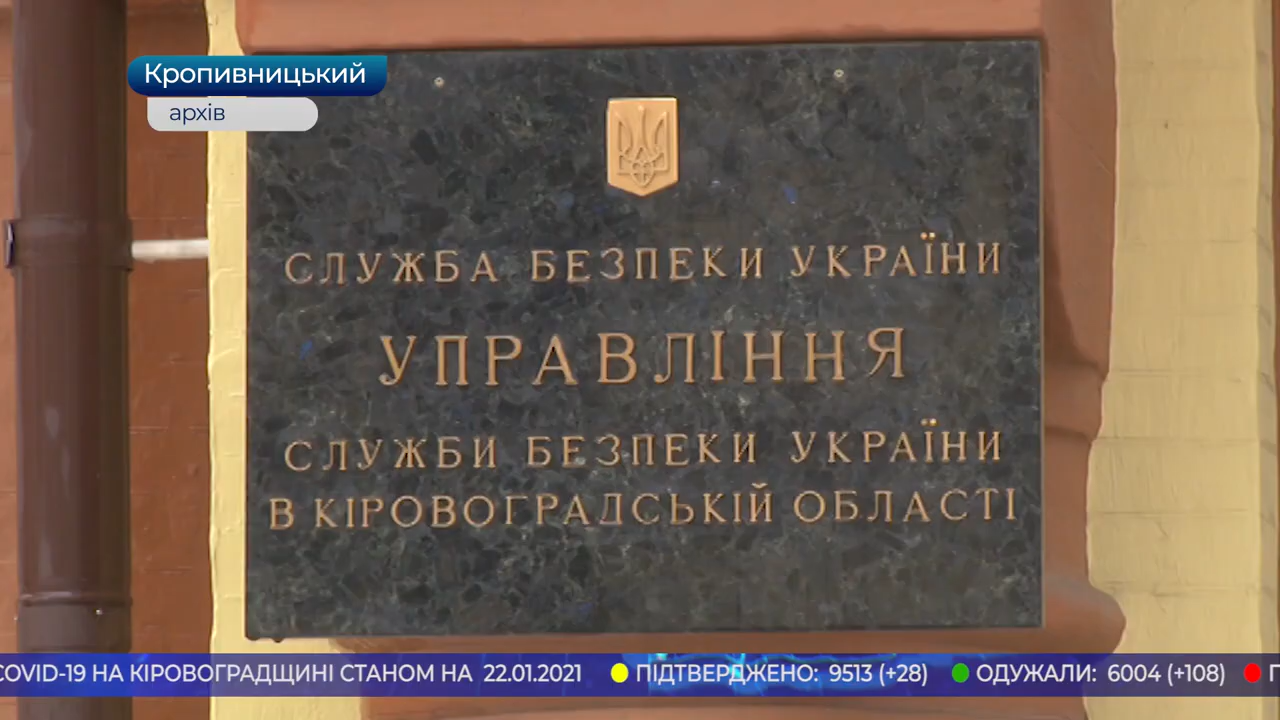 Кропивницький
архів
СЛУЖБА БЕЗПЕКИ УКРАЇНИ
УПРАВЛІННЯ
СЛУЖБИ БЕЗПЕКИ УКРАЇНИ
В КІРОВОГРАДСЬКІЙ ОБЛАСТІ
COVID-19 НА КІРОВОГРАДЩИНІ СТАНОМ НА 22.01.2021 ПІДТВЕРДЖЕНО: 9513 (+28) ОДУЖАЛИ: 6004 (+108)